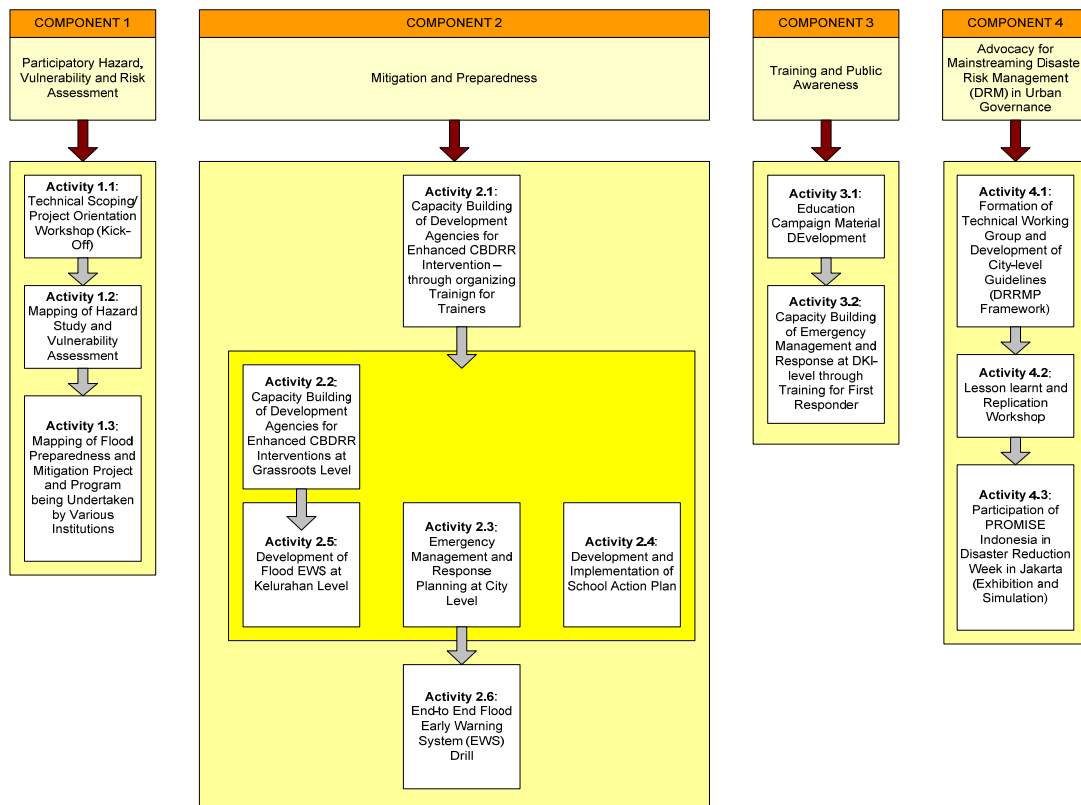 COMPONENT 1
Participatory Hazard,
Vulnerability and Risk
Assessment
Activity 1.1:
Technical Scoping/
Project Orientation
Workshop (Kick-
Off)
Activity 1.2:
Mapping of Hazard
Study and
Vulnerability
Assessment
Activity 1.3:
Mapping of Flood
Preparedness and
Mitigation Project
and Program
being Undertaken
by Various
Institutions
COMPONENT 2
Mitigation and Preparedness
Activity 2.1:
Capacity Building
of Development
Agencies for
Enhanced CBDRR
Intervention –
through organizing
Trainign for
Trainers
Activity 2.2:
Capacity Building
of Development
Agencies for
Enhanced CBDRR
Interventions at
Grassroots Level
Activity 2.5:
Development of
Flood EWS at
Kelurahan Level
Activity 2.3:
Emergency
Management and
Response
Planning at City
Level
Activity 2.4:
Development and
Implementation of
School Action Plan
Activity 2.6:
End-to End Flood
Early Warning
System (EWS)
Drill
COMPONENT 3
Training and Public
Awareness
Activity 3.1:
Education
Campaign Material
DEvelopment
Activity 3.2:
Capacity Building
of Emergency
Management and
Response at DKI-
level through
Training for First
Responder
COMPONENT 4
Advocacy for
Mainstreaming Disaste
Risk Management
(DRM) in Urban
Governance
Activity 4.1:
Formation of
Technical Working
Group and
Development of
City-level
Guidelines
(DRRMP
Framework)
Activity 4.2:
Lesson learnt and
Replication
Workshop
Activity 4.3:
Participation of
PROMISE
Indonesia in
Disaster Reduction
Week in Jakarta
(Exhibition and
Simulation)